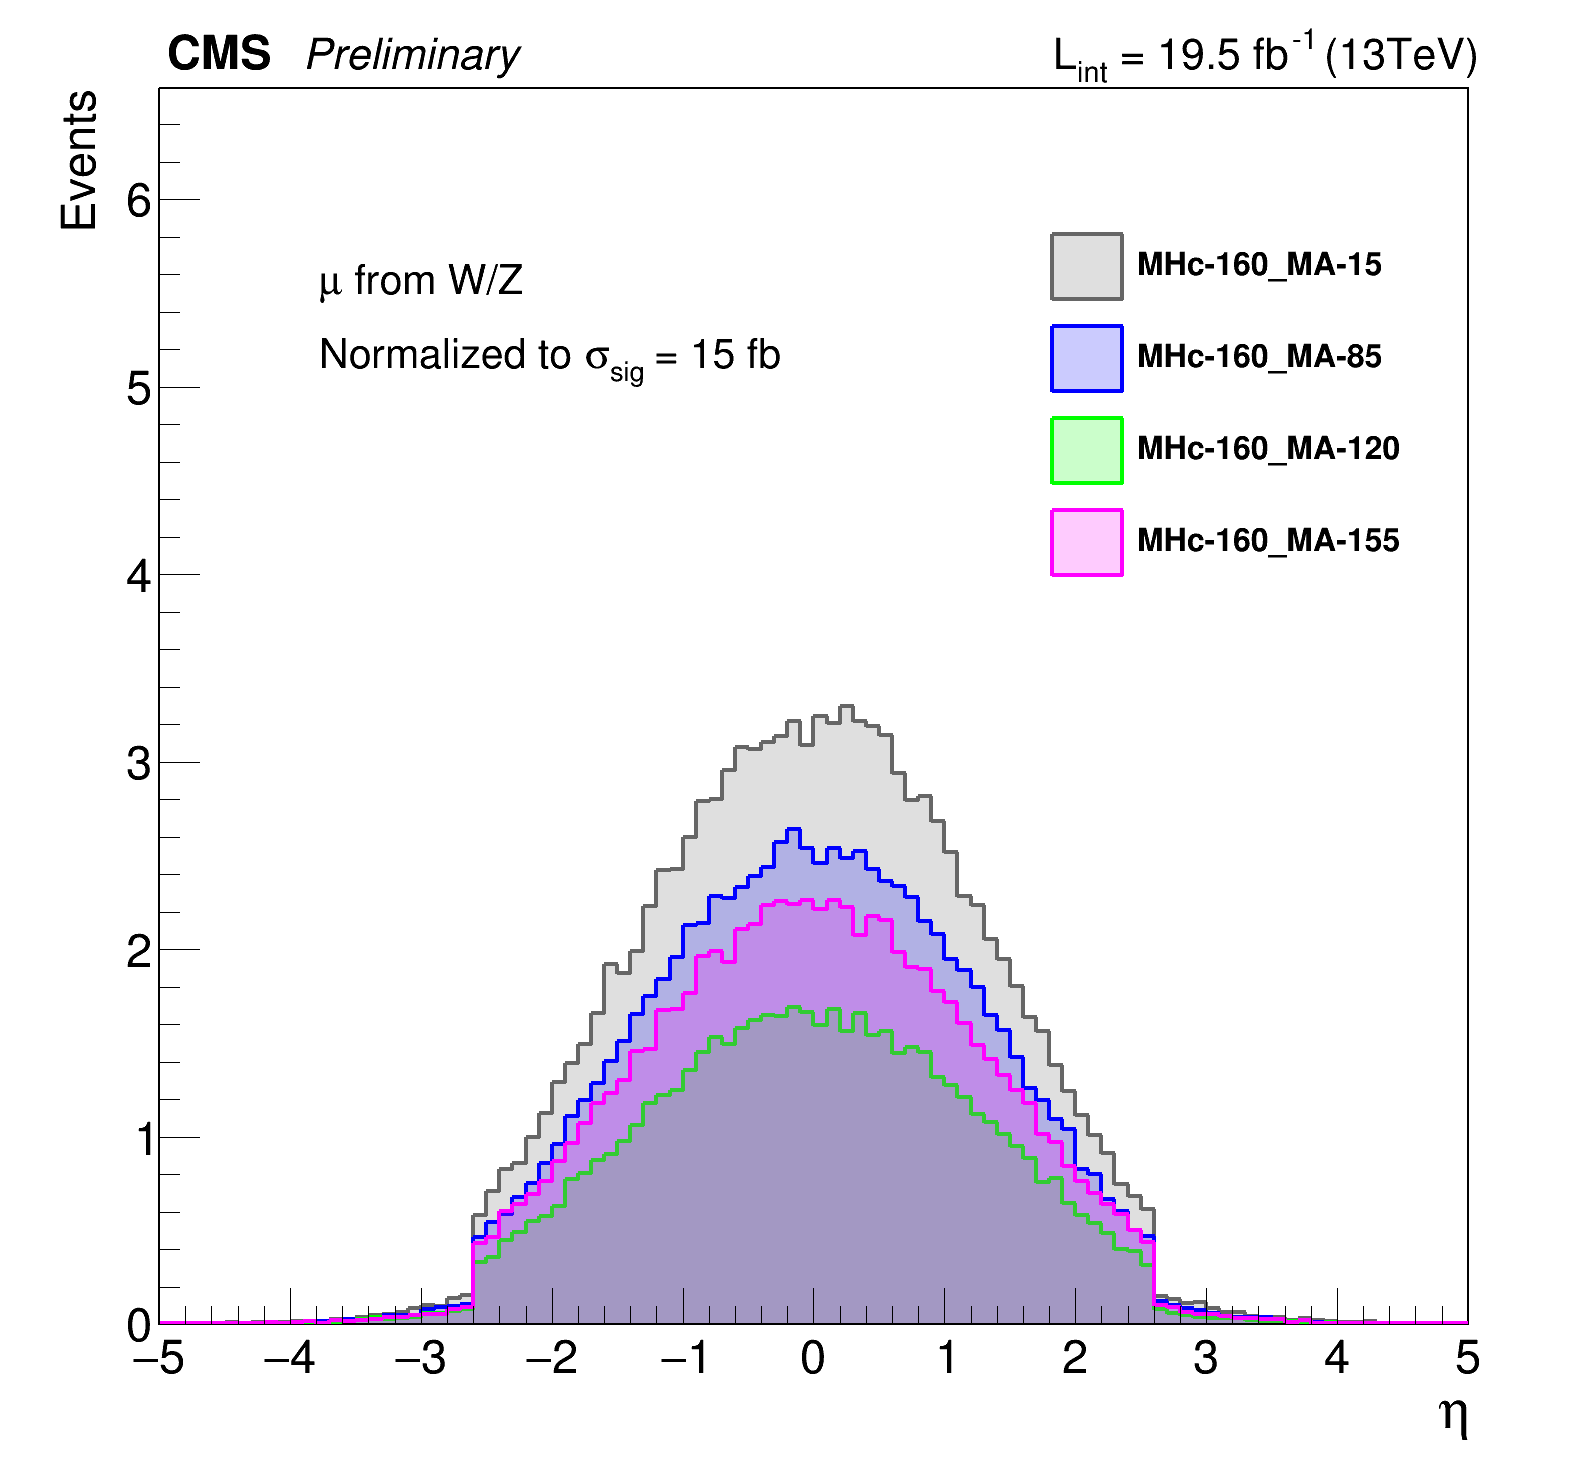 CMS Preliminary
L_int = 19.5 fb^-1 (13TeV)
Events
6
5
4
3
2
1
0
μ from W/Z
Normalized to σ_sig = 15 fb
MHc-160_MA-15
MHc-160_MA-85
MHc-160_MA-120
MHc-160_MA-155
−5 −4 −3 −2 −1 0 1 2 3 4 5
η